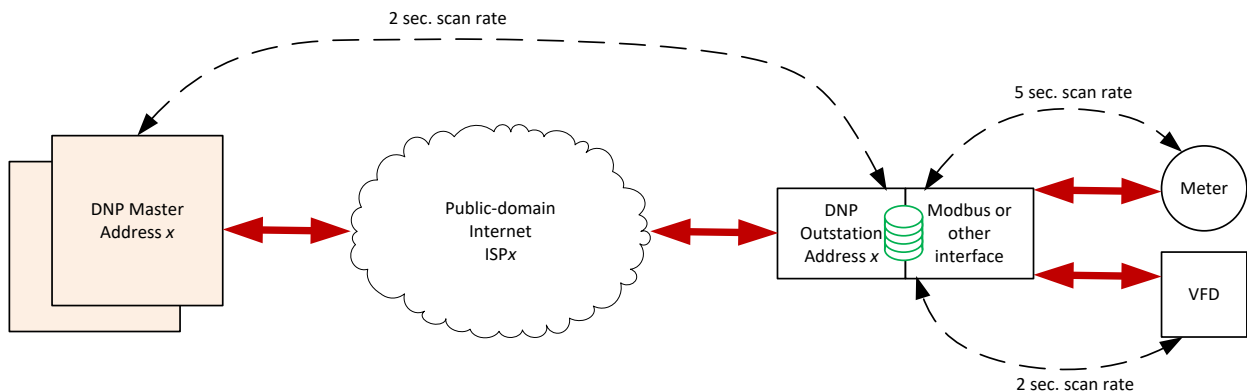 2 sec. scan rate
5 sec. scan rate
DNP Master
Address x
Public-domain
Internet
ISPx
DNP
Outstation
Address x
Modbus or
other
interface
Meter
VFD
2 sec. scan rate